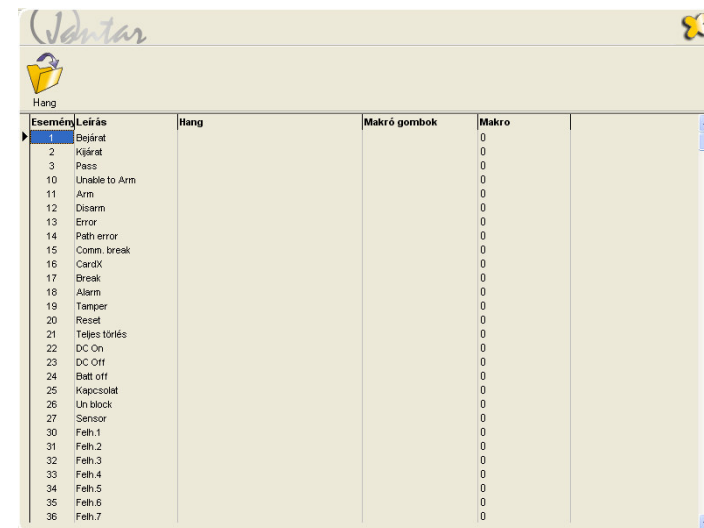 Jantar
Hang
Esemény Leírás Hang Makró gombok Makro
1 Bejárat 0
2 Kijárat 0
3 Pass 0
10 Unable to Arm 0
11 Arm 0
12 Disarm 0
13 Error 0
14 Path error 0
15 Comm. break 0
16 CardX 0
17 Break 0
18 Alarm 0
19 Tamper 0
20 Reset 0
21 Teljes törlés 0
22 DC On 0
23 DC Off 0
24 Batt off 0
25 Kapcsolat 0
26 Un block 0
27 Sensor 0
30 Felh.1 0
31 Felh.2 0
32 Felh.3 0
33 Felh.4 0
34 Felh.5 0
35 Felh.6 0
36 Felh.7 0